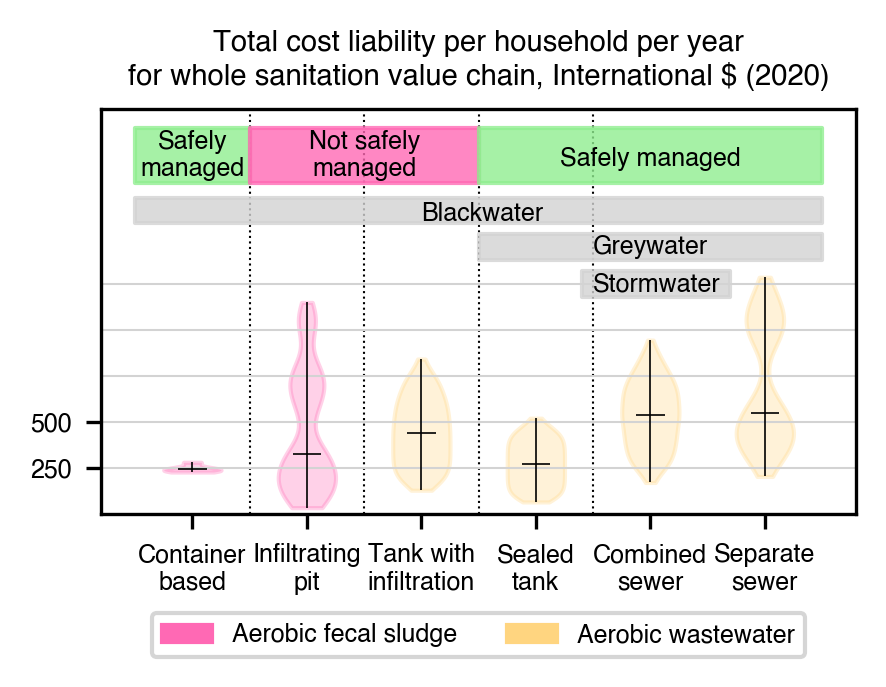 Total cost liability per household per year
for whole sanitation value chain, International $ (2020)
Safely
managed
Not safely
managed
Safely managed
Blackwater
Greywater
Stormwater
500
250
Container
based
Infiltrating
pit
Tank with
infiltration
Sealed
tank
Combined
sewer
Separate
sewer
Aerobic fecal sludge
Aerobic wastewater